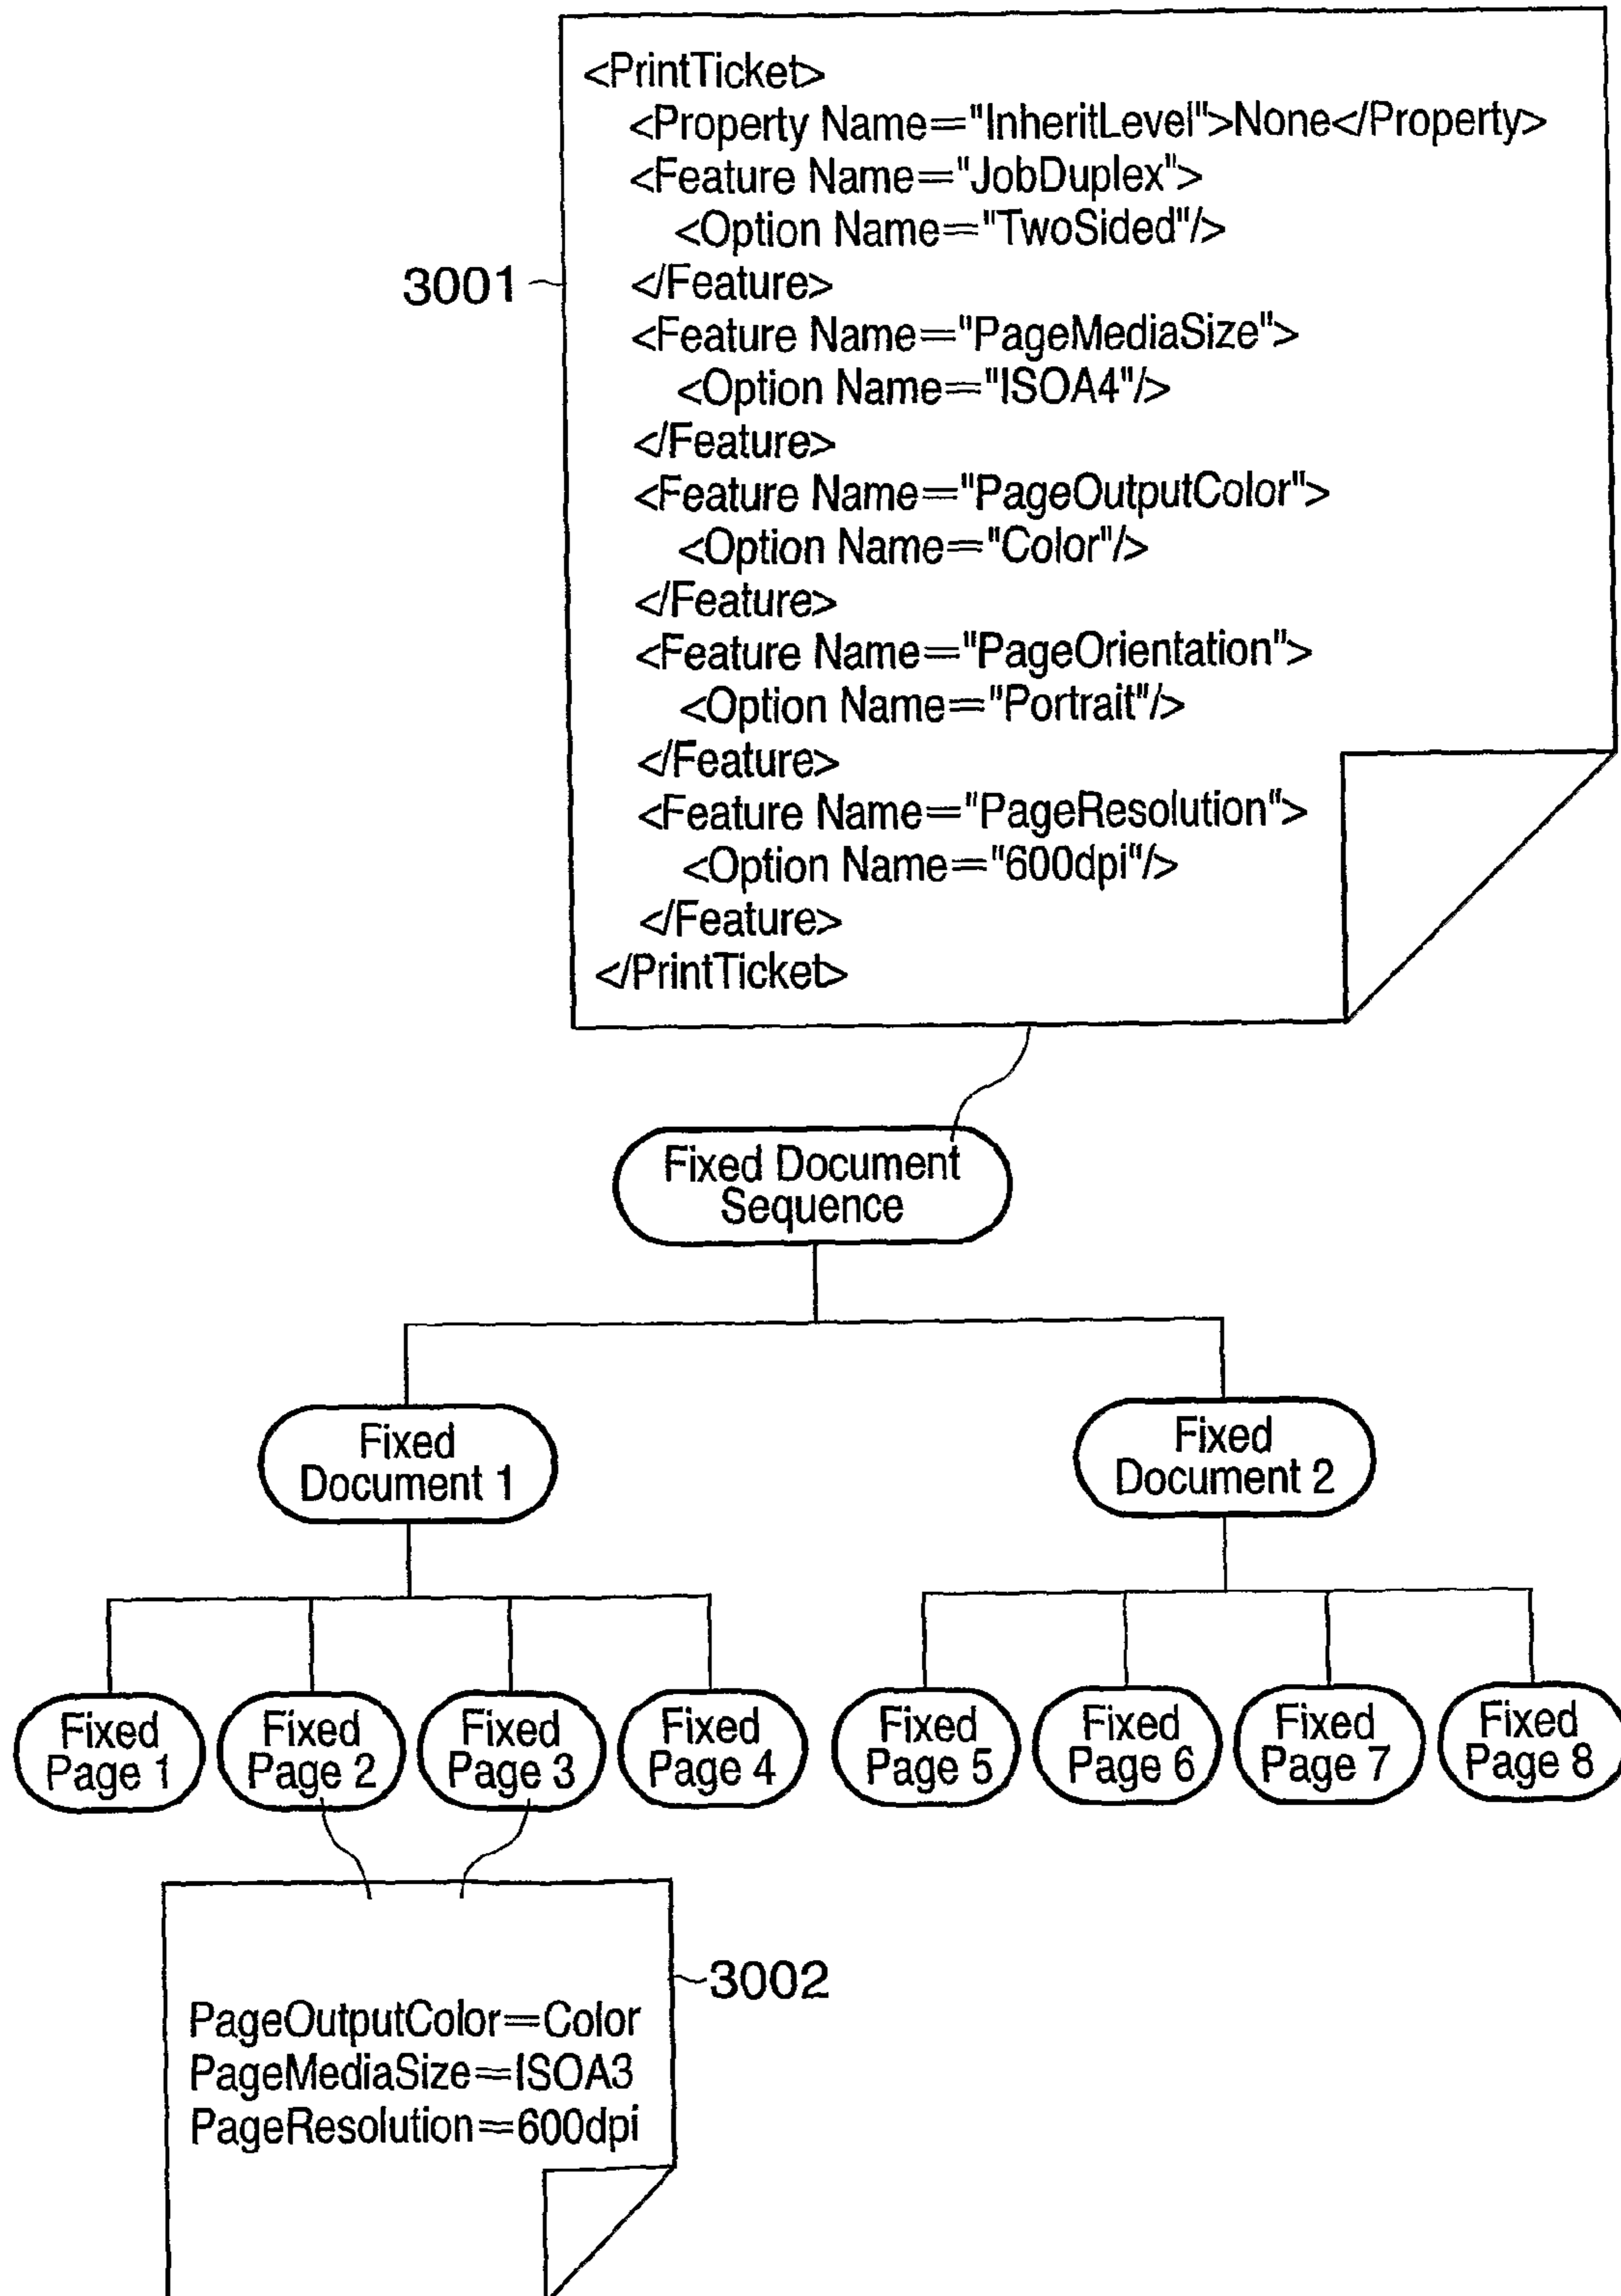 <PrintTicket>
<Property Name="InheritLevel">None</Property>
<Feature Name="JobDuplex">
<Option Name="TwoSided"/>
</Feature>
<Feature Name="PageMediaSize">
<Option Name="ISOA4"/>
</Feature>
<Feature Name="PageOutputColor">
<Option Name="Color"/>
</Feature>
<Feature Name="PageOrientation">
<Option Name="Portrait"/>
</Feature>
<Feature Name="PageResolution">
<Option Name="600dpi"/>
</Feature>
</PrintTicket>
3001
Fixed Document
Sequence
Fixed
Document 1
Fixed
Document 2
Fixed
Page 1
Fixed
Page 2
Fixed
Page 3
Fixed
Page 4
Fixed
Page 5
Fixed
Page 6
Fixed
Page 7
Fixed
Page 8
3002
PageOutputColor=Color
PageMediaSize=ISOA3
PageResolution=600dpi